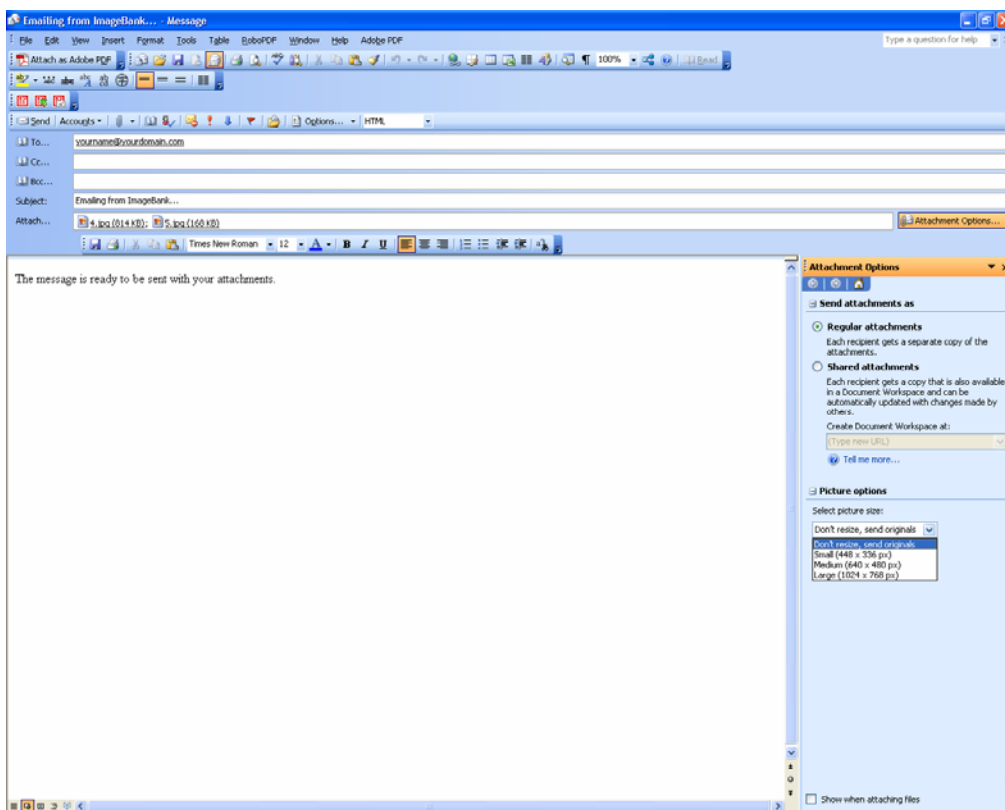 Emailing from ImageBank... - Message
File Edit View Insert Format Tools Table RoboPDF Window Help Adobe PDF Type a question for help
Attach as Adobe PDF 100% Read
Send Accounts Options... HTML
To... yourname@yourdomain.com
Cc...
Bcc...
Subject: Emailing from ImageBank...
Attach... 4.jpg (814 KB); 5.jpg (168 KB) Attachment Options...
Times New Roman 12 A B I U
The message is ready to be sent with your attachments.
Attachment Options
Send attachments as
Regular attachments
Each recipient gets a separate copy of the
attachments.
Shared attachments
Each recipient gets a copy that is also available
in a Document Workspace and can be
automatically updated with changes made by
others.
Create Document Workspace at:
(Type new URL)
Tell me more...
Picture options
Select picture size:
Don't resize, send originals
Don't resize, send originals
Small (448 x 336 px)
Medium (640 x 480 px)
Large (1024 x 768 px)
Show when attaching files